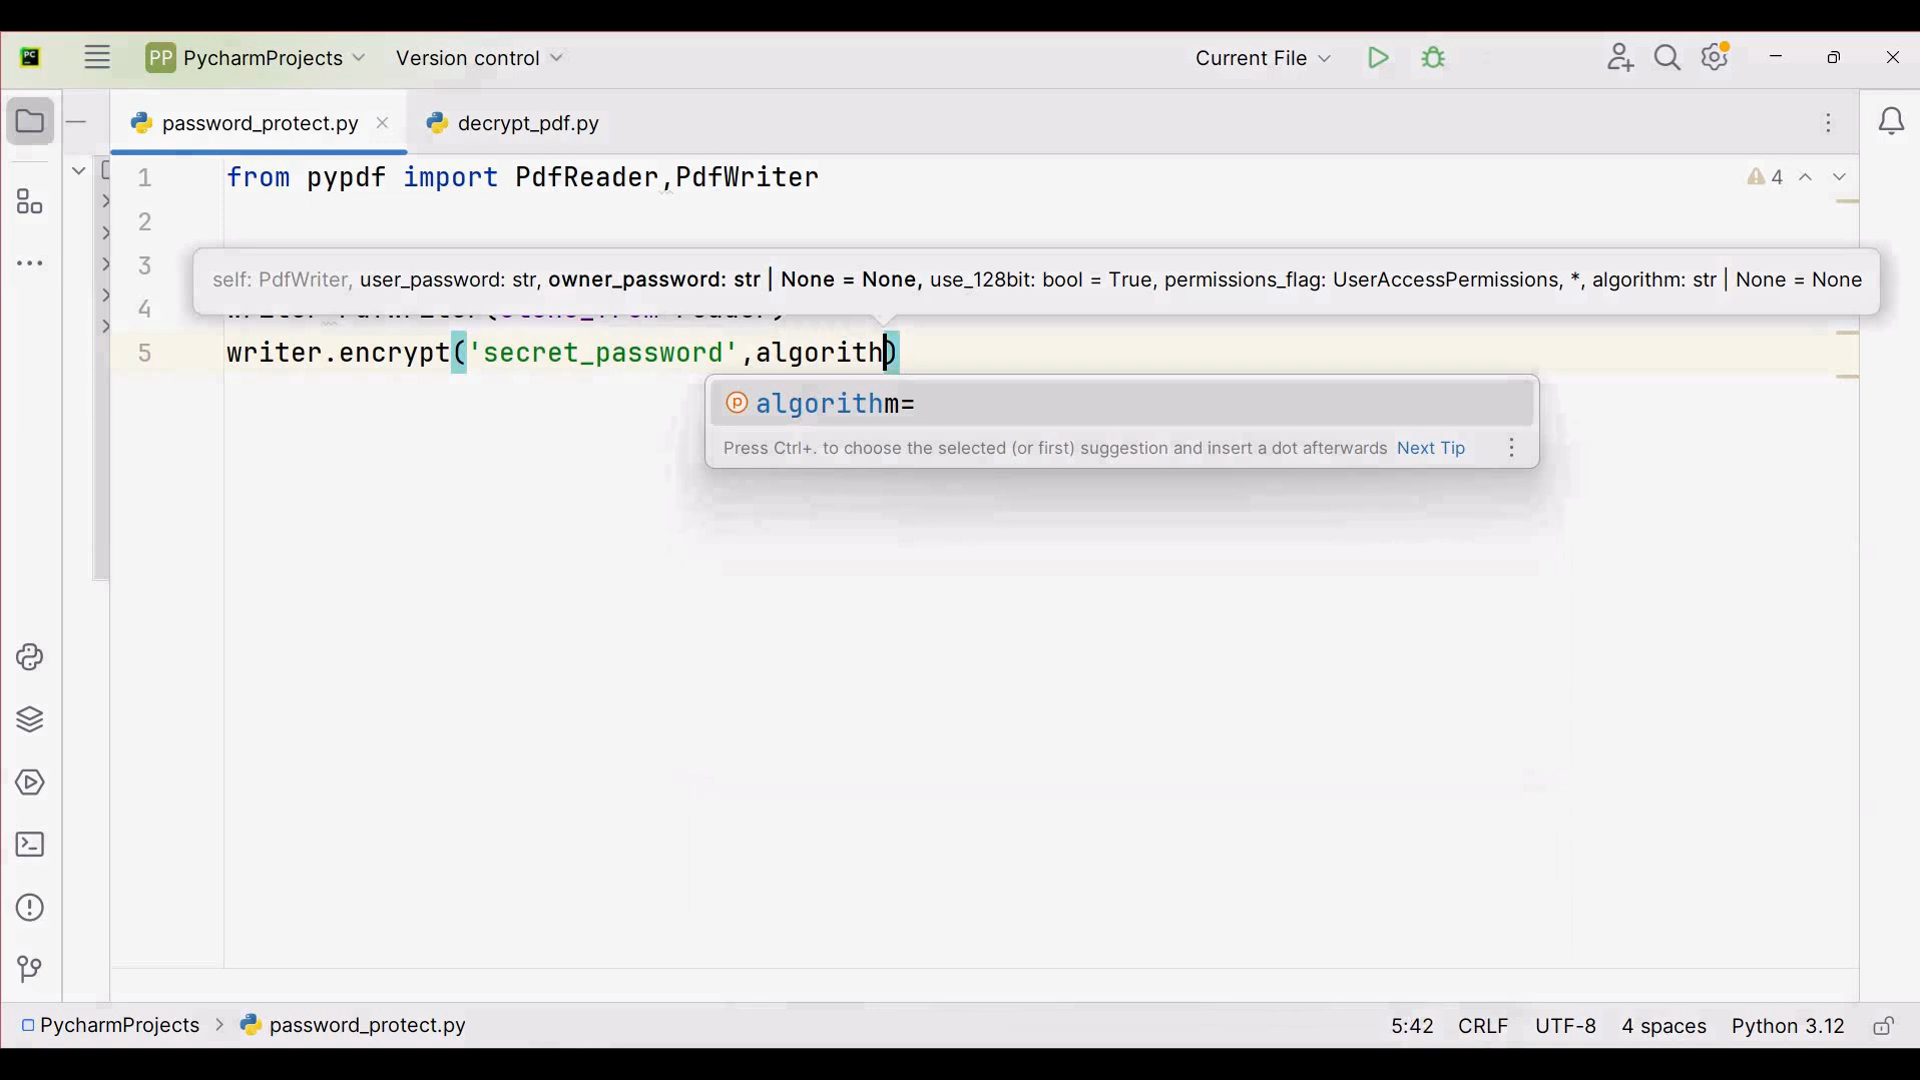 PP PycharmProjects Version control Current File
password_protect.py decrypt_pdf.py
1 from pypdf import PdfReader,PdfWriter 4
2
3
self: PdfWriter, user_password: str, owner_password: str | None = None, use_128bit: bool = True, permissions_flag: UserAccessPermissions, *, algorithm: str | None = None
4
5 writer.encrypt('secret_password',algorith)
algorithm=
Press Ctrl+. to choose the selected (or first) suggestion and insert a dot afterwards Next Tip
PycharmProjects > password_protect.py 5:42 CRLF UTF-8 4 spaces Python 3.12